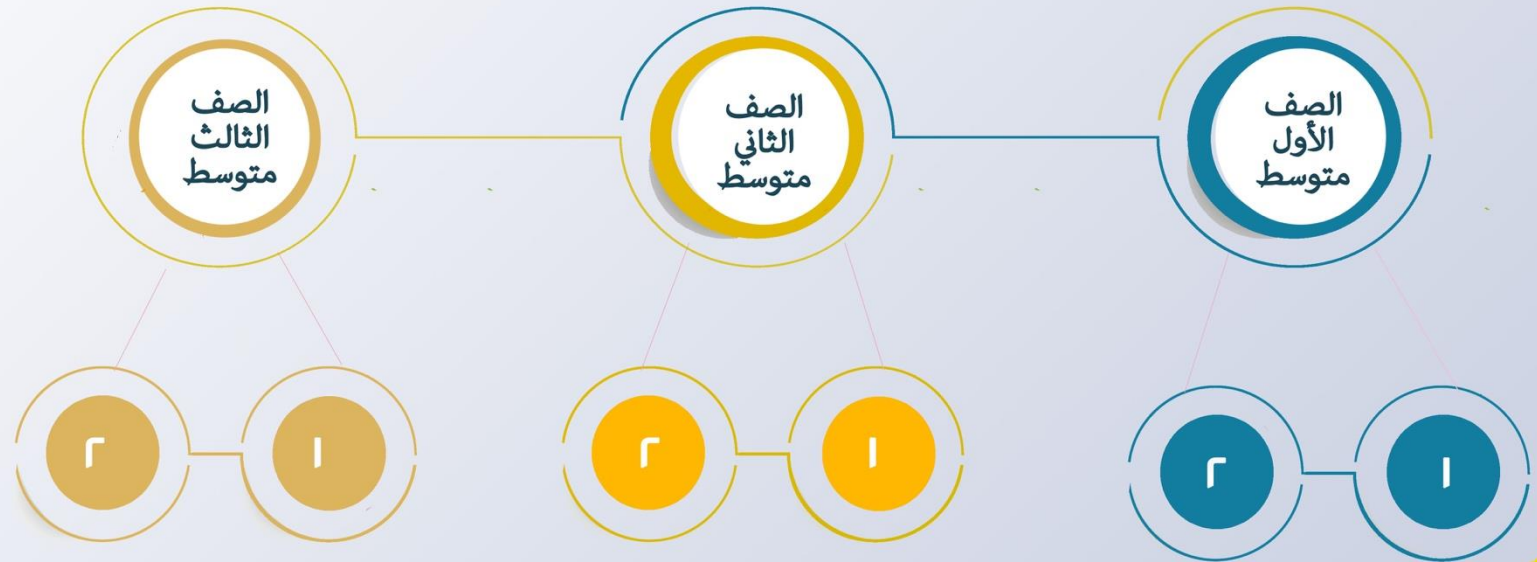 الصف
الأول
متوسط
الصف
الثاني
متوسط
الصف
الثالث
متوسط
١
٢
١
٢
١
٢